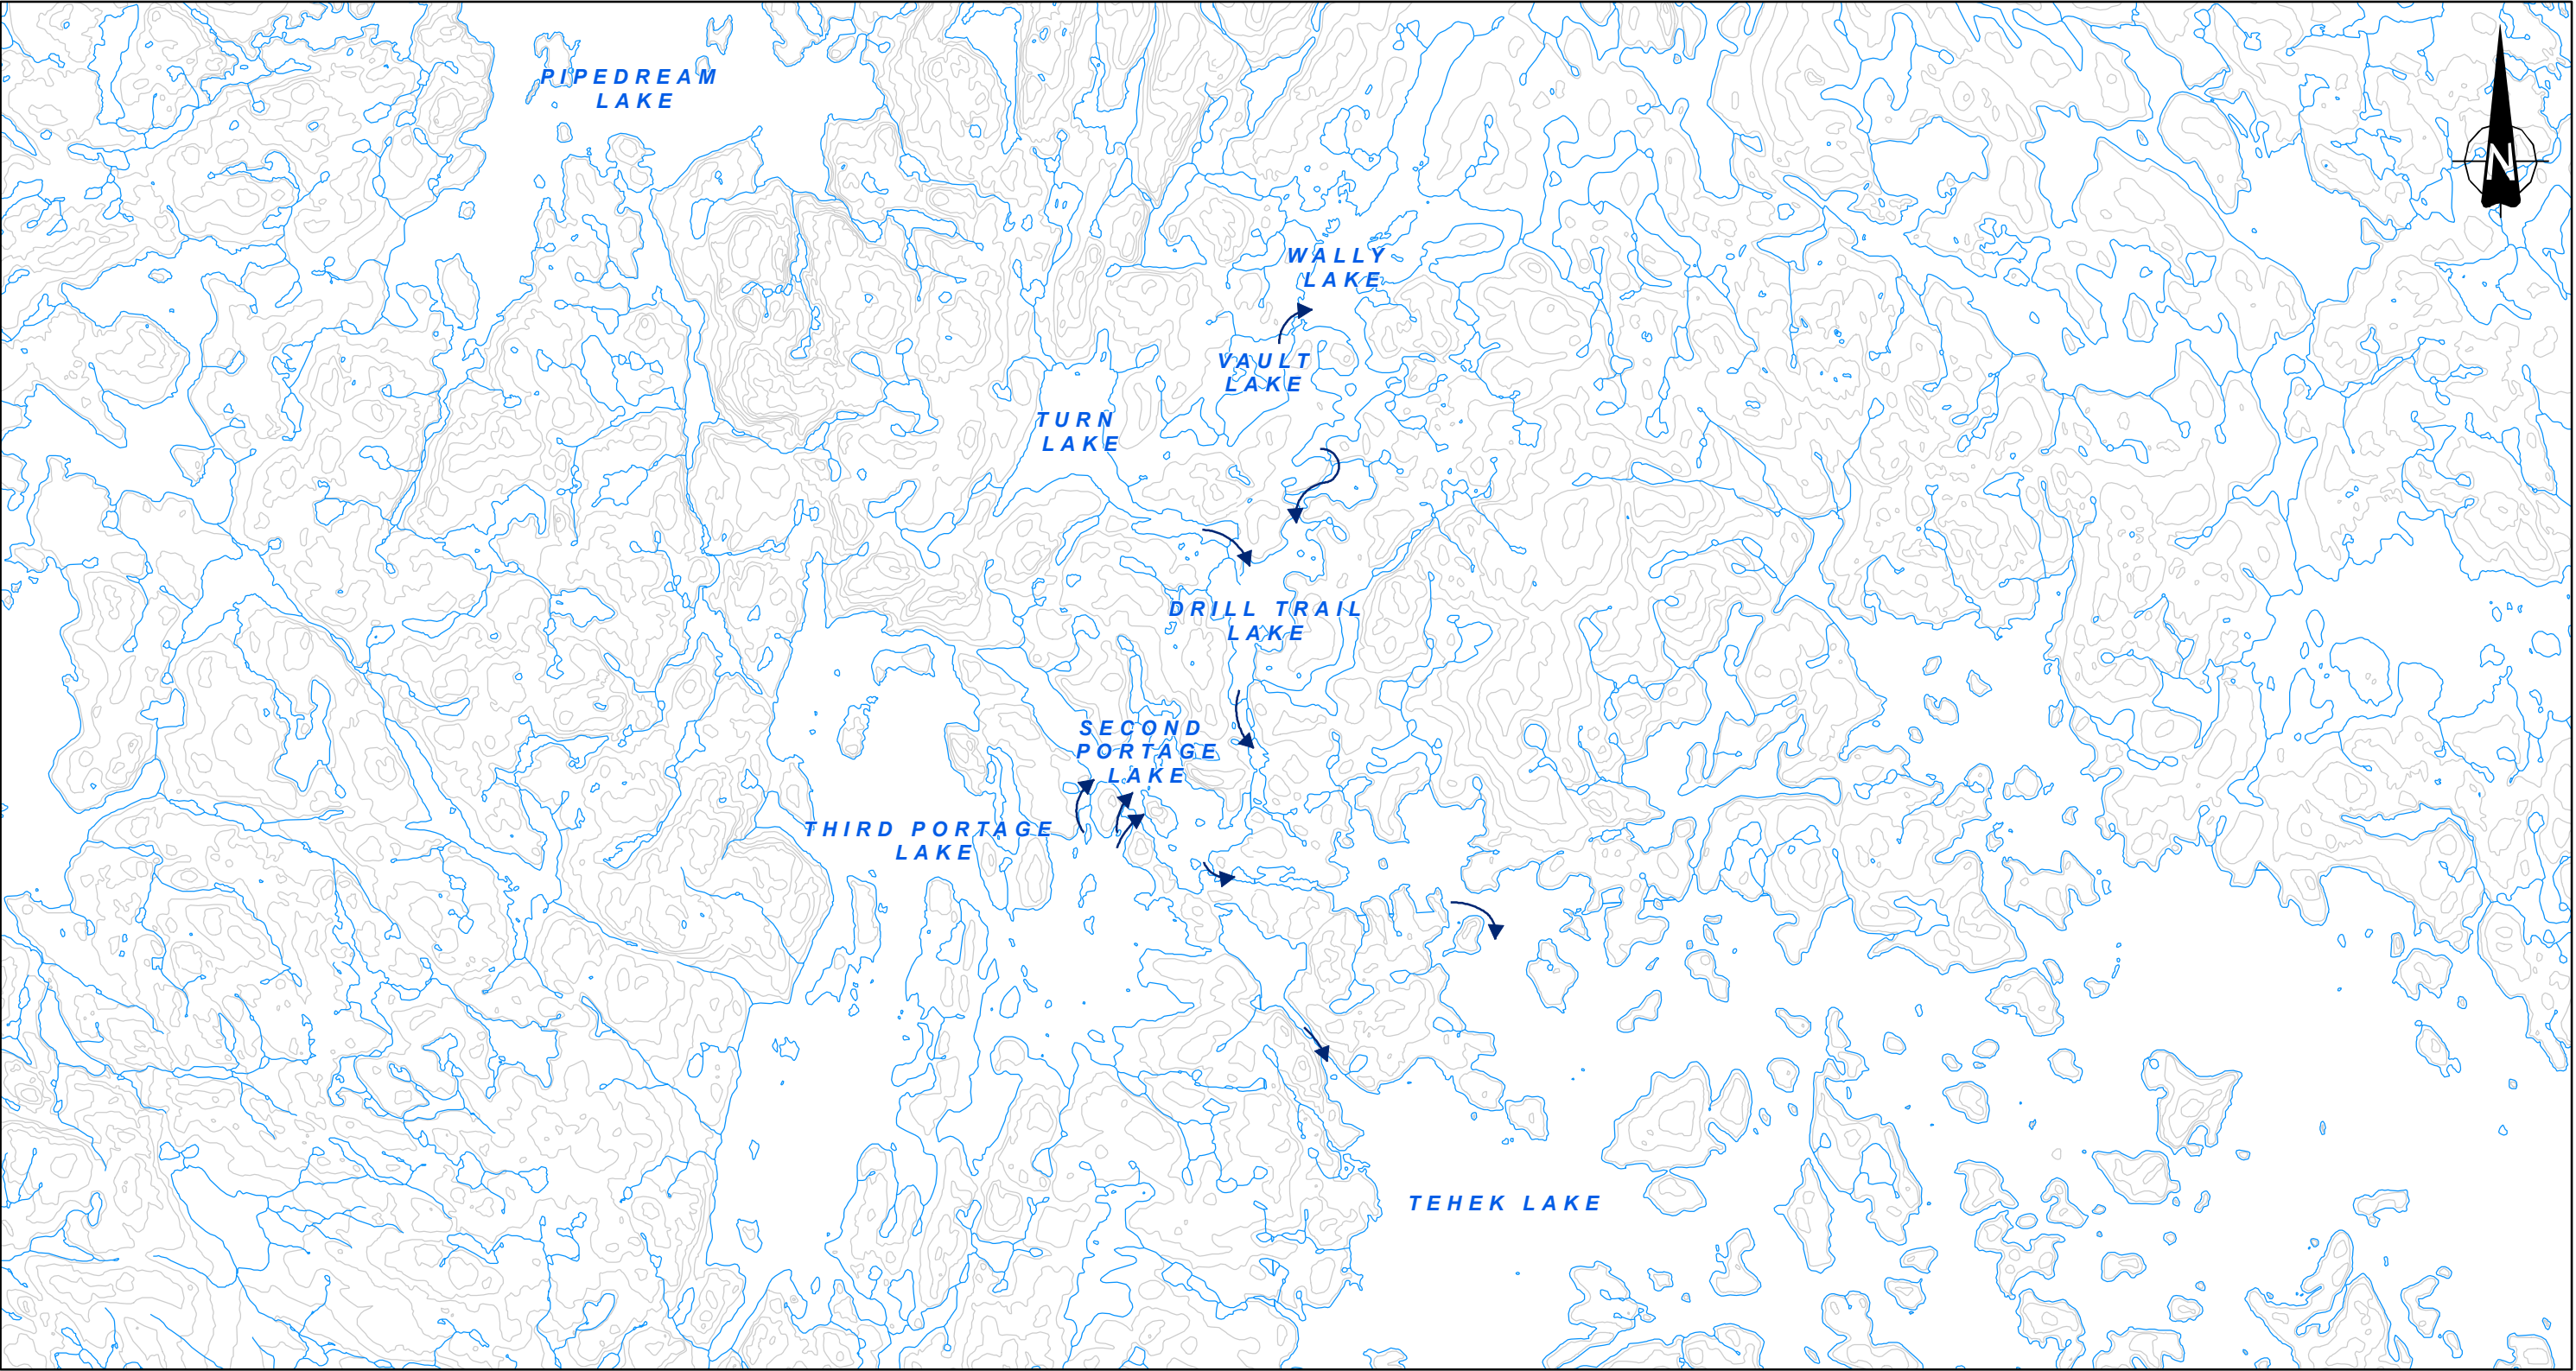 PIPEDREAM
LAKE
N
WALLY
LAKE
VAULT
LAKE
TURN
LAKE
DRILL TRAIL
LAKE
SECOND
PORTAGE
LAKE
THIRD PORTAGE
LAKE
TEHEK LAKE